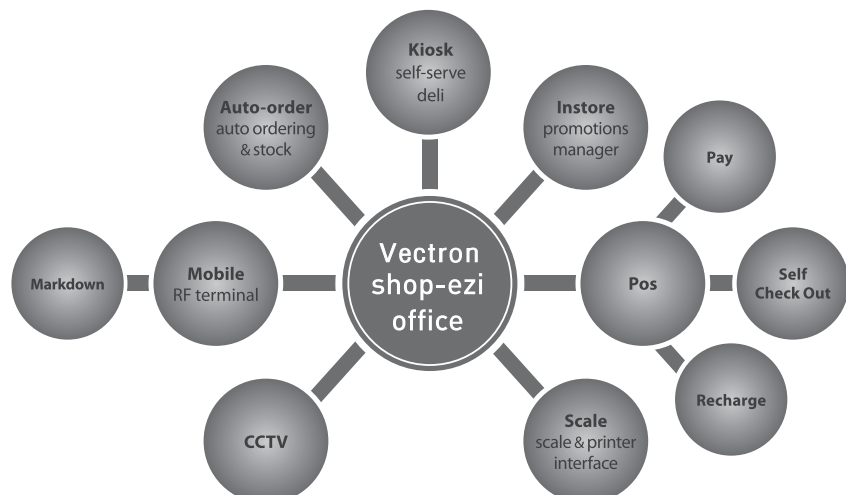 Kiosk
self-serve
deli
Auto-order
auto ordering
& stock
Instore
promotions
manager
Pay
Markdown
Mobile
RF terminal
Vectron
shop-ezi
office
Pos
Self
Check Out
CCTV
Scale
scale & printer
interface
Recharge